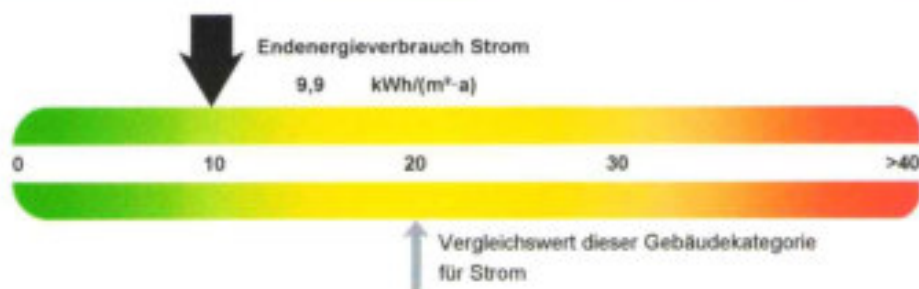 Endenergieverbrauch Strom
9,9 kWh/(m²·a)
0 10 20 30 >40
Vergleichswert dieser Gebäudekategorie
für Strom